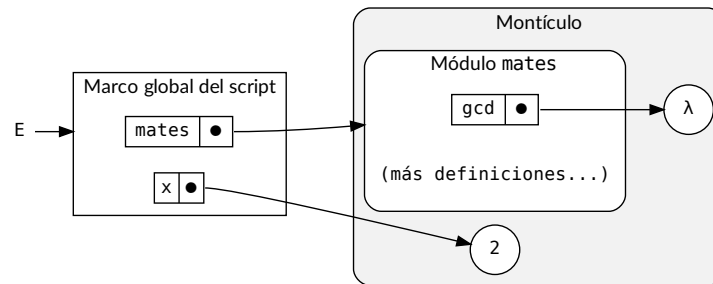 Montículo
Módulo mates
Marco global del script
gcd
λ
E
mates
(más definiciones...)
x
2